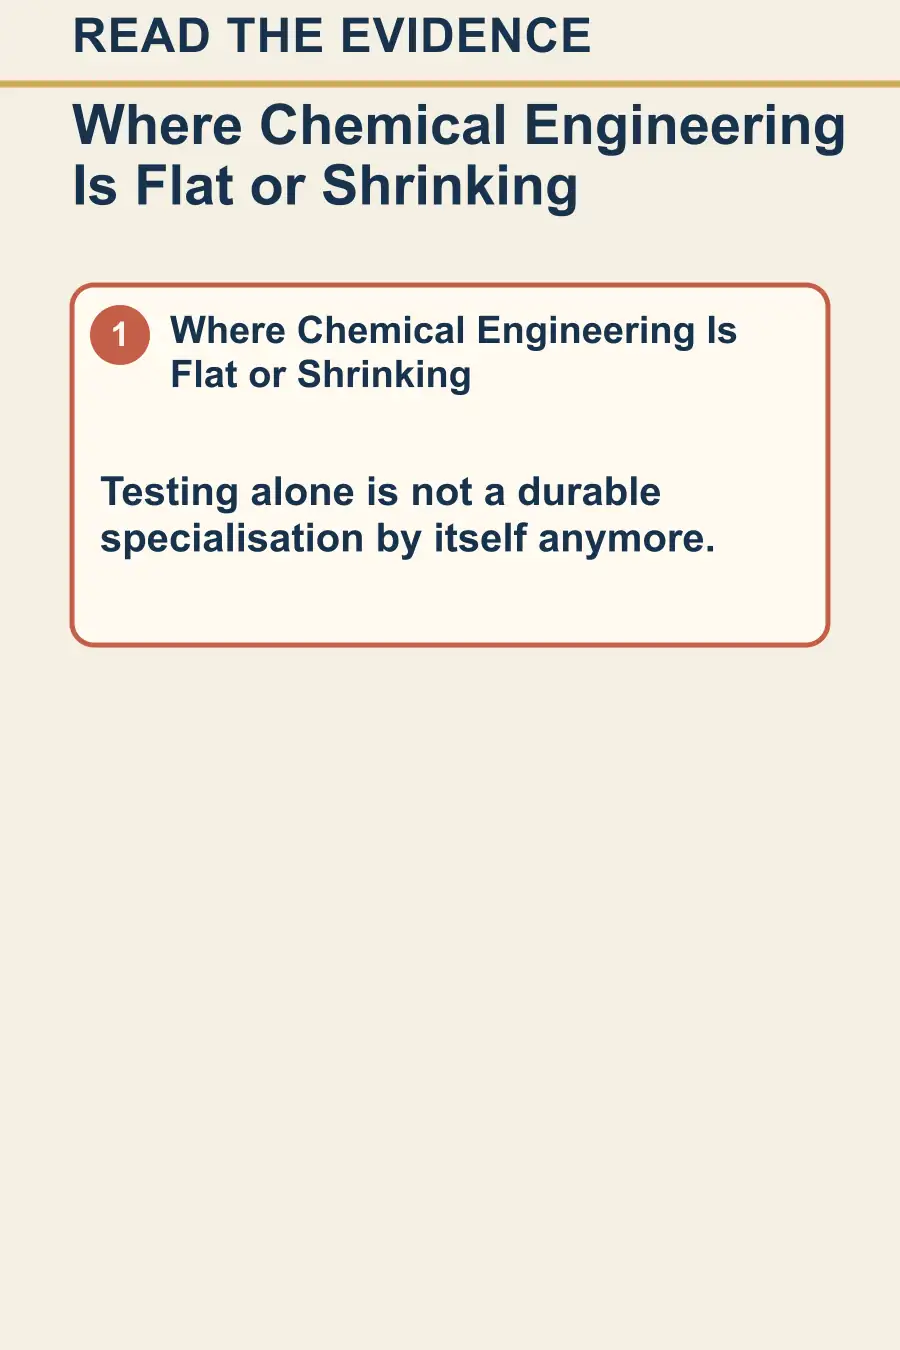 READ THE EVIDENCE
Where Chemical Engineering
Is Flat or Shrinking
1
Where Chemical Engineering Is
Flat or Shrinking
Testing alone is not a durable
specialisation by itself anymore.